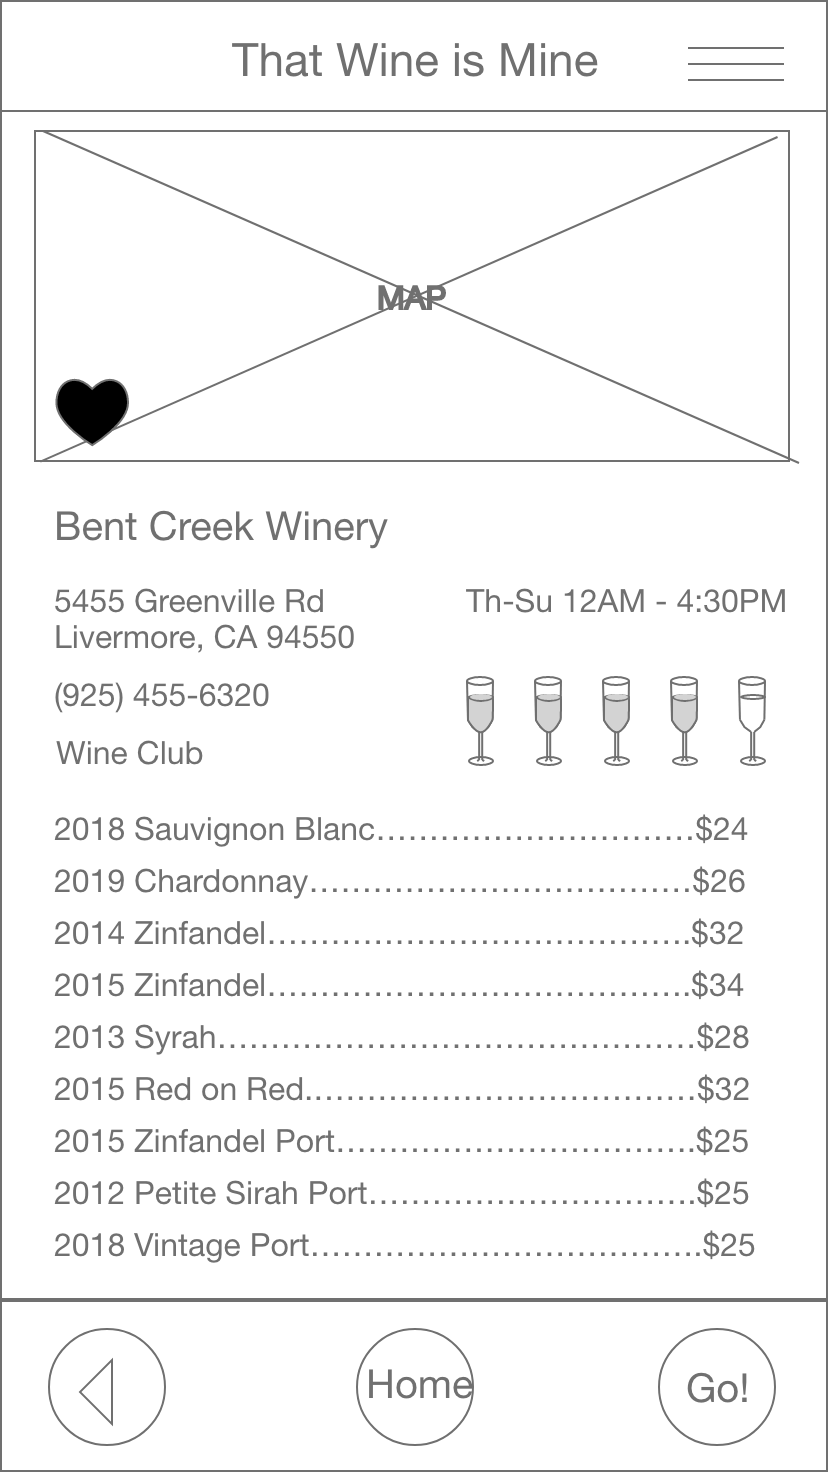 That Wine is Mine
MAP
Bent Creek Winery
5455 Greenville Rd
Livermore, CA 94550
Th-Su 12AM - 4:30PM
(925) 455-6320
Wine Club
2018 Sauvignon Blanc..............................$24
2019 Chardonnay....................................$26
2014 Zinfandel........................................$32
2015 Zinfandel........................................$34
2013 Syrah.............................................$28
2015 Red on Red.....................................$32
2015 Zinfandel Port..................................$25
2012 Petite Sirah Port...............................$25
2018 Vintage Port.....................................$25
Home
Go!